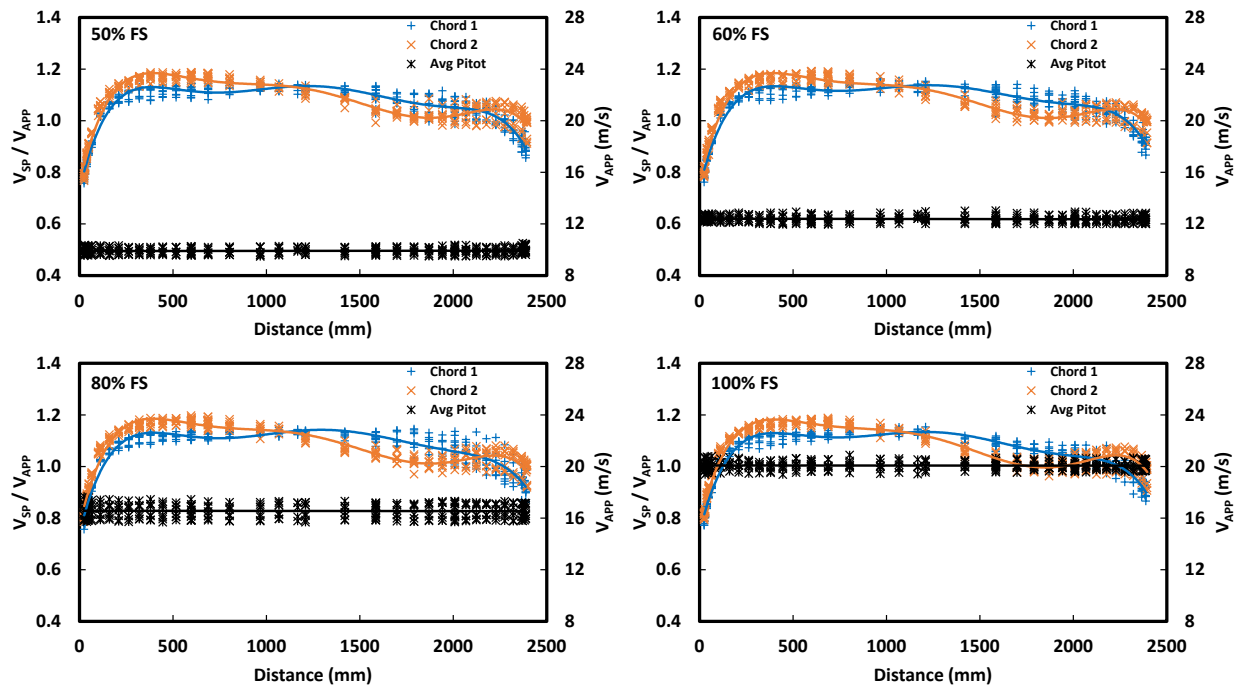 50% FS
Chord 1
Chord 2
Avg Pitot
1.4
1.2
1.0
0.8
0.6
0.4
V_SP / V_APP
28
24
20
16
12
8
V_APP (m/s)
0 500 1000 1500 2000 2500
Distance (mm)
60% FS
Chord 1
Chord 2
Avg Pitot
1.4
1.2
1.0
0.8
0.6
0.4
V_SP / V_APP
28
24
20
16
12
8
V_APP (m/s)
0 500 1000 1500 2000 2500
Distance (mm)
80% FS
Chord 1
Chord 2
Avg Pitot
1.4
1.2
1.0
0.8
0.6
0.4
V_SP / V_APP
28
24
20
16
12
8
V_APP (m/s)
0 500 1000 1500 2000 2500
Distance (mm)
100% FS
Chord 1
Chord 2
Avg Pitot
1.4
1.2
1.0
0.8
0.6
0.4
V_SP / V_APP
28
24
20
16
12
8
V_APP (m/s)
0 500 1000 1500 2000 2500
Distance (mm)